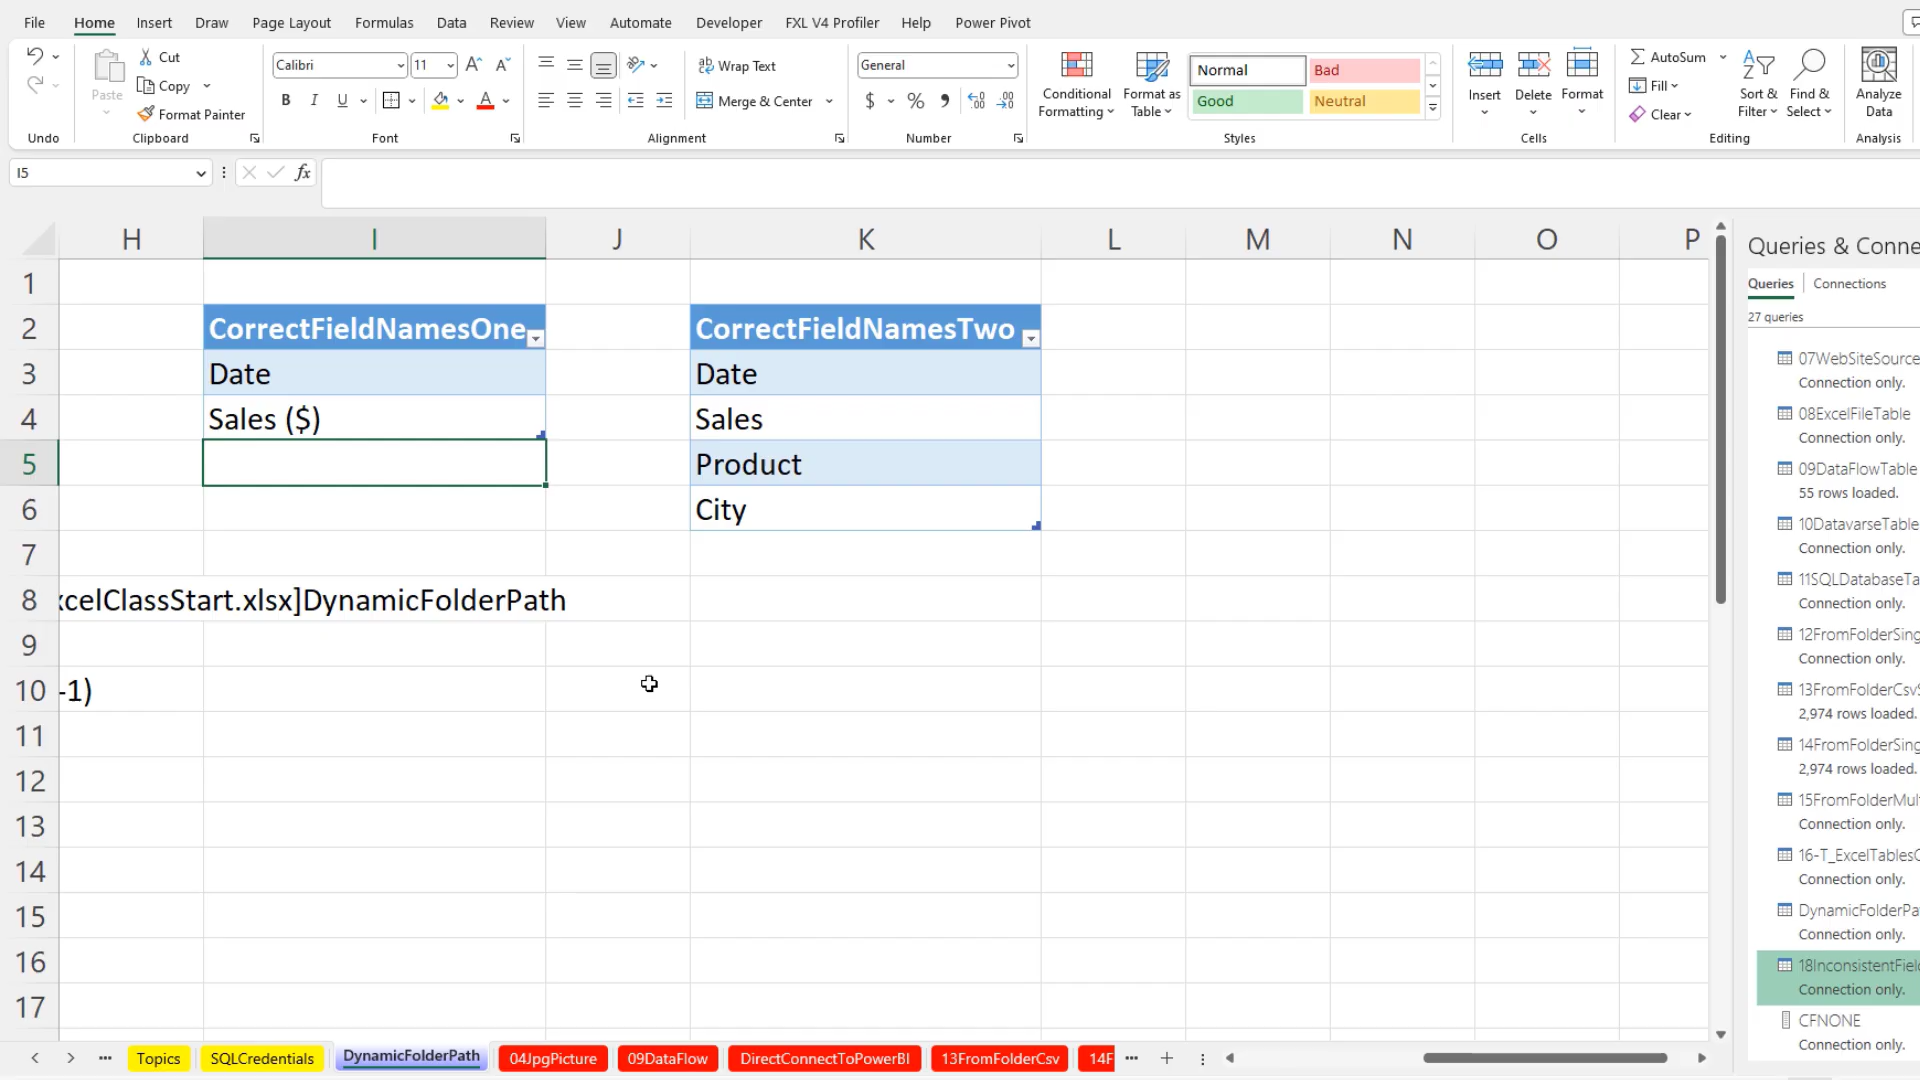 File Home Insert Draw Page Layout Formulas Data Review View Automate Developer FXL V4 Profiler Help Power Pivot
Undo
Paste Cut
Copy
Format Painter
Clipboard
Calibri 11
B I U
Font
Wrap Text
Merge & Center
Alignment
General
$ % 9
Number
Conditional Formatting
Format as Table
Normal Bad
Good Neutral
Styles
Insert Delete Format
Cells
AutoSum
Fill
Clear
Sort & Filter
Find & Select
Editing
Analyze Data
Analysis
I5 fx
H I J K L M N O P
1
2 CorrectFieldNamesOne CorrectFieldNamesTwo
3 Date Date
4 Sales ($) Sales
5 Product
6 City
7
8 xcelClassStart.xlsx]DynamicFolderPath
9
10 -1)
11
12
13
14
15
16
17
Queries & Conne
Queries Connections
27 queries
07WebSiteSource
Connection only.
08ExcelFileTable
Connection only.
09DataFlowTable
55 rows loaded.
10DatavarseTable
Connection only.
11SQLDatabaseTa
Connection only.
12FromFolderSing
Connection only.
13FromFolderCsvS
2,974 rows loaded.
14FromFolderSing
2,974 rows loaded.
15FromFolderMul
Connection only.
16-T_ExcelTablesO
Connection only.
DynamicFolderPa
Connection only.
18InconsistentFiel
Connection only.
CFNONE
Connection only.
Topics SQLCredentials DynamicFolderPath 04JpgPicture 09DataFlow DirectConnectToPowerBI 13FromFolderCsv 14F